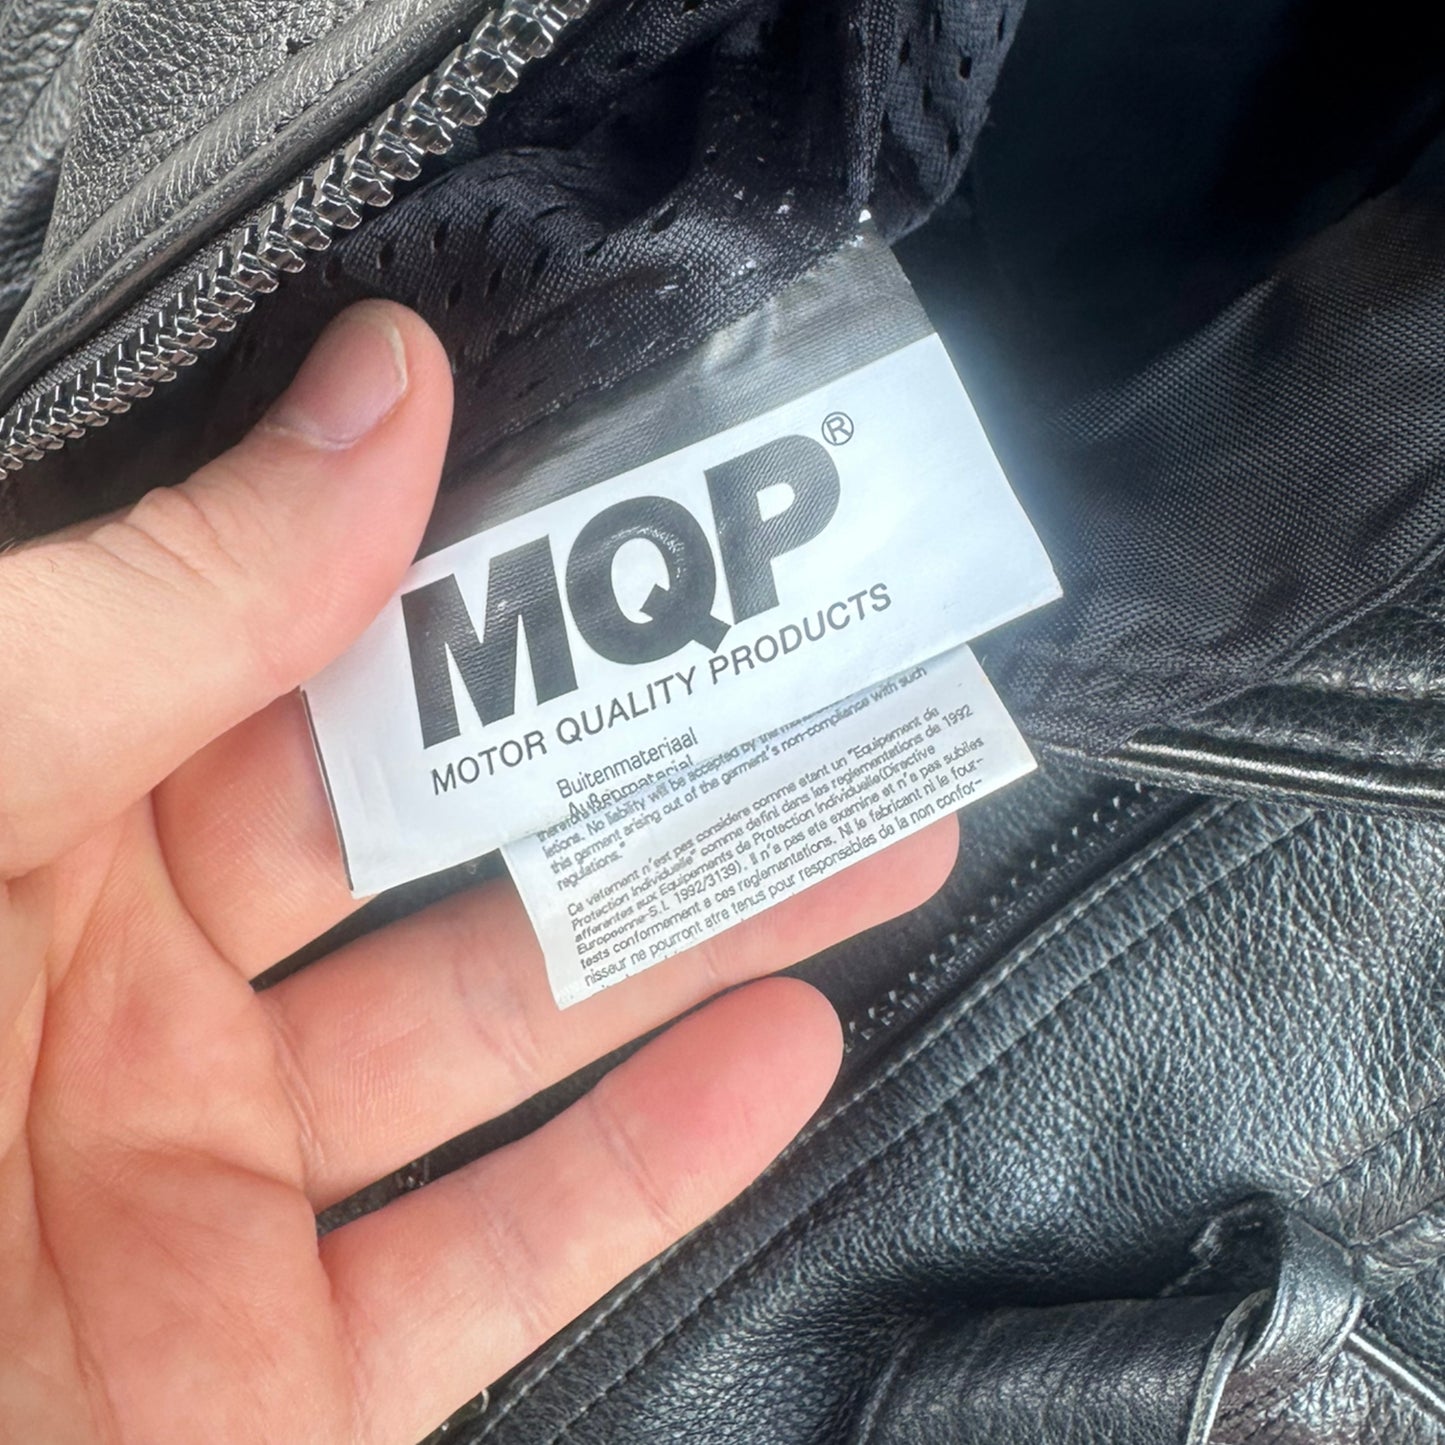 MQP®
MOTOR QUALITY PRODUCTS
Buitenmateriaal
Außenmaterial
lations. No liability will be accepted by the
this garment arising out of the garment's non-compliance with such
regulations."
Ce vetement n'est pas considere comme etant un "Equipement de
Protection Individuelle" comme defini dans les reglementations de 1992
afferantes aux Equipements de Protection Individuelle(Directive
Europeenne-S.I. 1992/3139). Il n'a pas ete examine et n'a pas subiles
tests conformement a ces reglementations. Ni le fabricant ni le four-
nisseur ne pourront atre tenus pour responsables de la non confor-